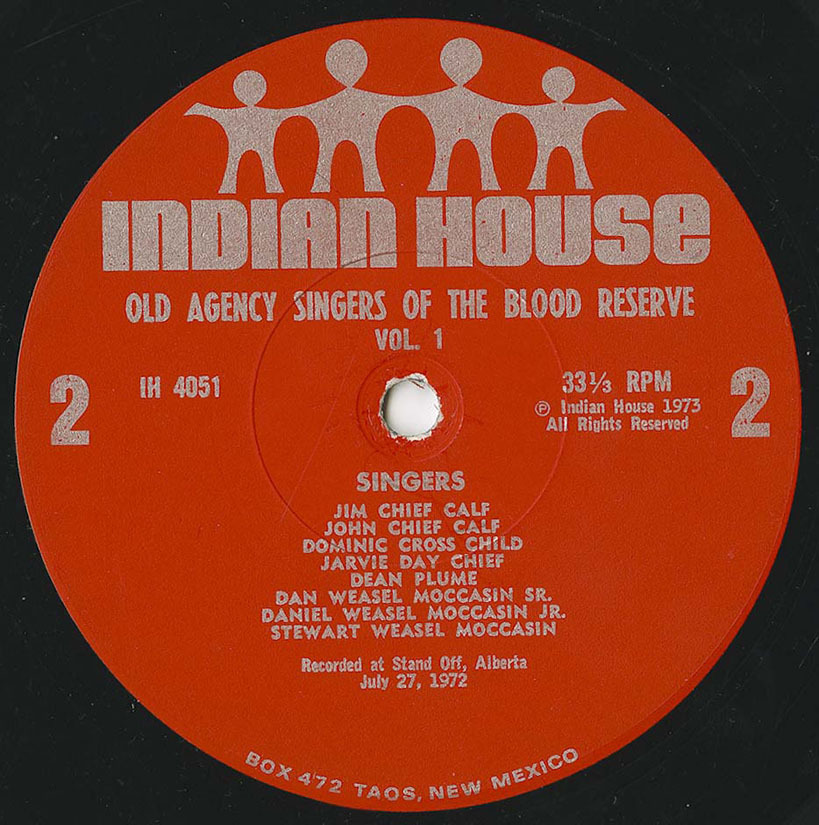 INDIAN HOUSE
OLD AGENCY SINGERS OF THE BLOOD RESERVE
VOL. 1
2
IH 4051
33⅓ RPM
℗ Indian House 1973
All Rights Reserved
2
SINGERS
JIM CHIEF CALF
JOHN CHIEF CALF
DOMINIC CROSS CHILD
JARVIE DAY CHIEF
DEAN PLUME
DAN WEASEL MOCCASIN SR.
DANIEL WEASEL MOCCASIN JR.
STEWART WEASEL MOCCASIN
Recorded at Stand Off, Alberta
July 27, 1972
BOX 472 TAOS, NEW MEXICO